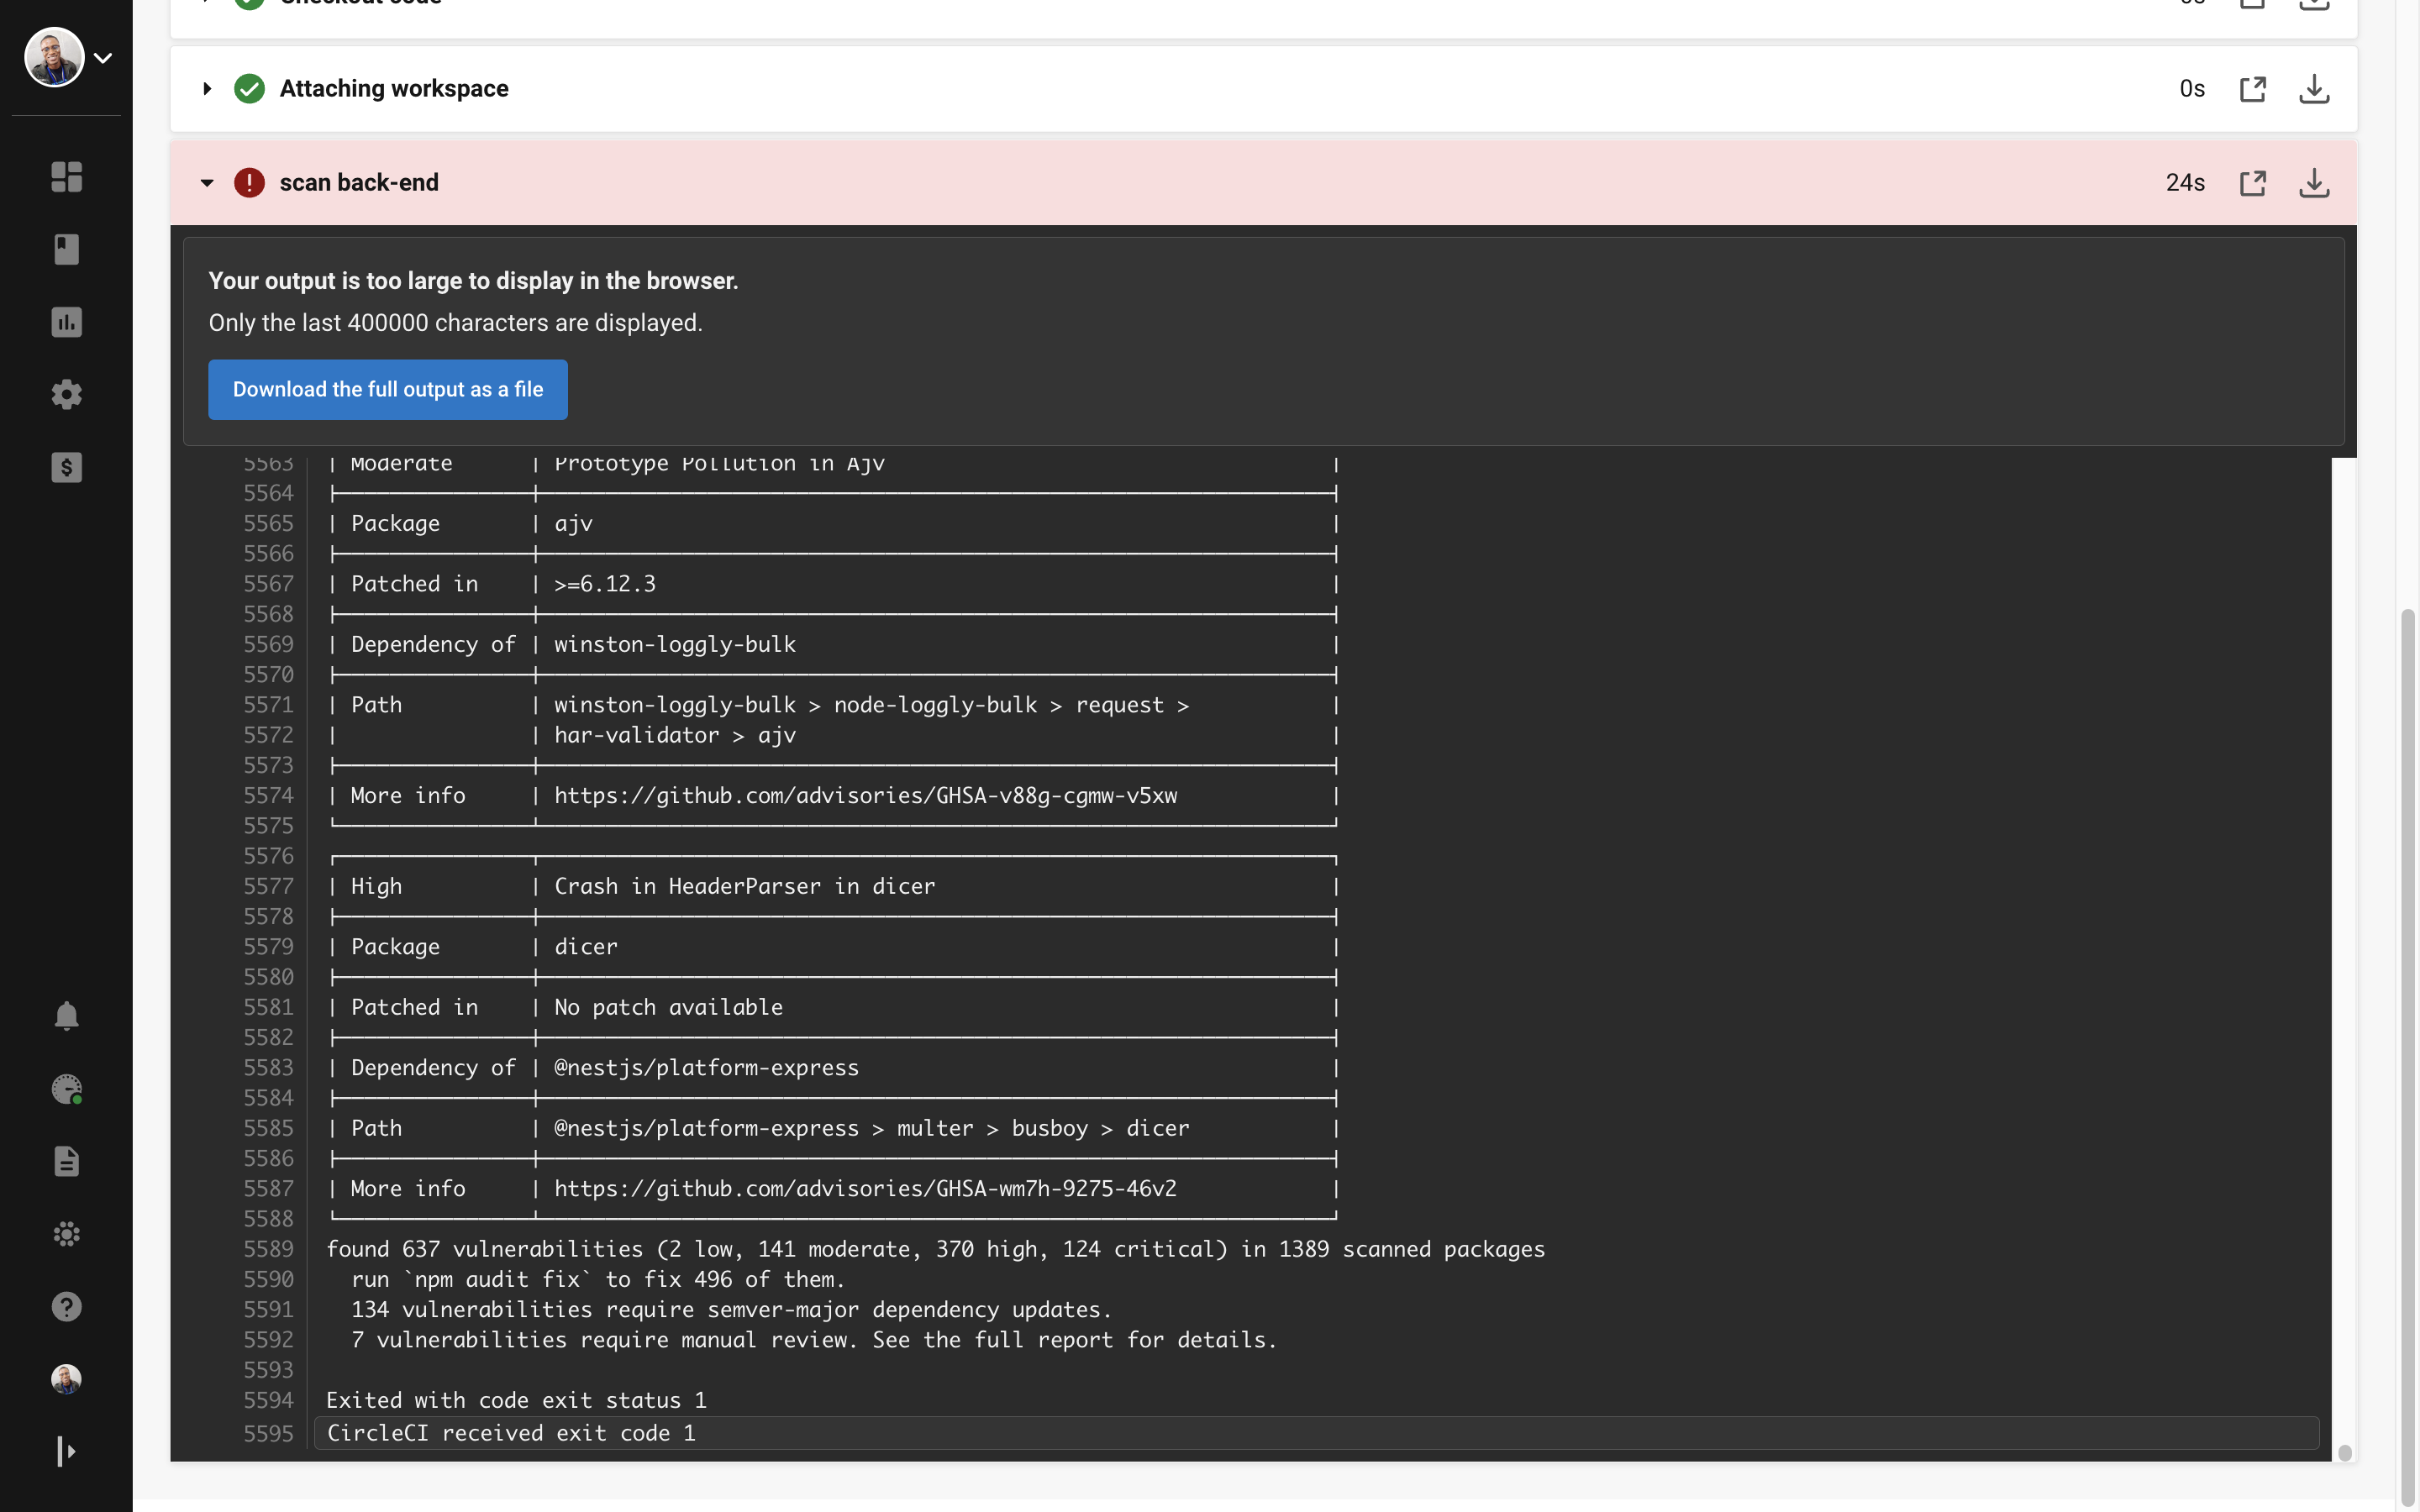 Checkout code
0s
Attaching workspace
0s
scan back-end
24s
Your output is too large to display in the browser.
Only the last 400000 characters are displayed.
Download the full output as a file
5563 | Moderate | Prototype Pollution in Ajv |
5564
5565 | Package | ajv |
5566
5567 | Patched in | >=6.12.3 |
5568
5569 | Dependency of | winston-loggly-bulk |
5570
5571 | Path | winston-loggly-bulk > node-loggly-bulk > request > |
5572 | | har-validator > ajv |
5573
5574 | More info | https://github.com/advisories/GHSA-v88g-cgmw-v5xw |
5575
5576
5577 | High | Crash in HeaderParser in dicer |
5578
5579 | Package | dicer |
5580
5581 | Patched in | No patch available |
5582
5583 | Dependency of | @nestjs/platform-express |
5584
5585 | Path | @nestjs/platform-express > multer > busboy > dicer |
5586
5587 | More info | https://github.com/advisories/GHSA-wm7h-9275-46v2 |
5588
5589 found 637 vulnerabilities (2 low, 141 moderate, 370 high, 124 critical) in 1389 scanned packages
5590 run `npm audit fix` to fix 496 of them.
5591 134 vulnerabilities require semver-major dependency updates.
5592 7 vulnerabilities require manual review. See the full report for details.
5593
5594 Exited with code exit status 1
5595 CircleCI received exit code 1